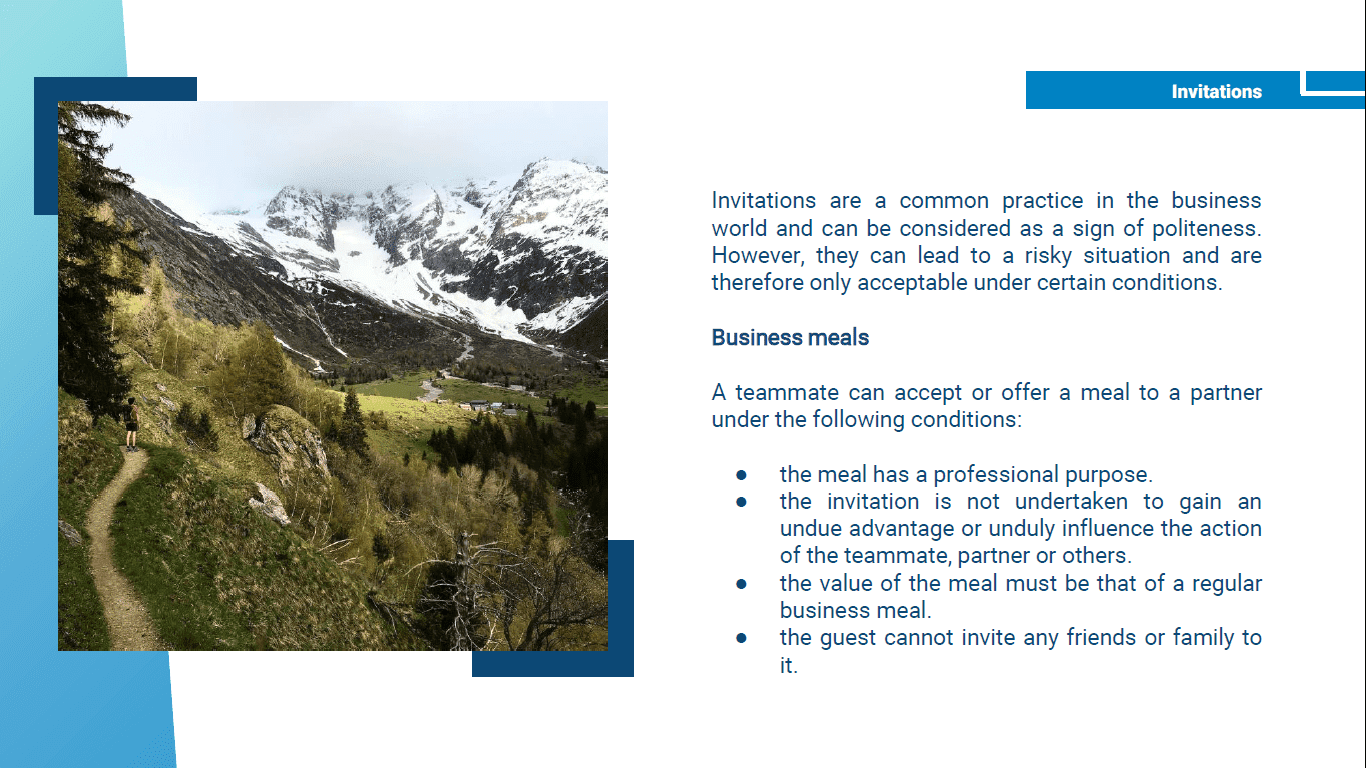 Invitations
Invitations are a common practice in the business
world and can be considered as a sign of politeness.
However, they can lead to a risky situation and are
therefore only acceptable under certain conditions.
Business meals
A teammate can accept or offer a meal to a partner
under the following conditions:
● the meal has a professional purpose.
● the invitation is not undertaken to gain an
undue advantage or unduly influence the action
of the teammate, partner or others.
● the value of the meal must be that of a regular
business meal.
● the guest cannot invite any friends or family to
it.